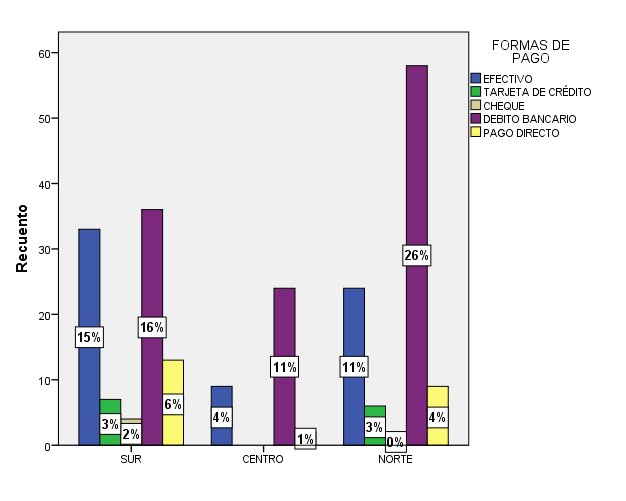 FORMAS DE
PAGO
EFECTIVO
TARJETA DE CRÉDITO
CHEQUE
DEBITO BANCARIO
PAGO DIRECTO
Recuento
60
50
40
30
20
10
0
15%
3%
2%
16%
6%
4%
11%
1%
11%
3%
0%
26%
4%
SUR
CENTRO
NORTE